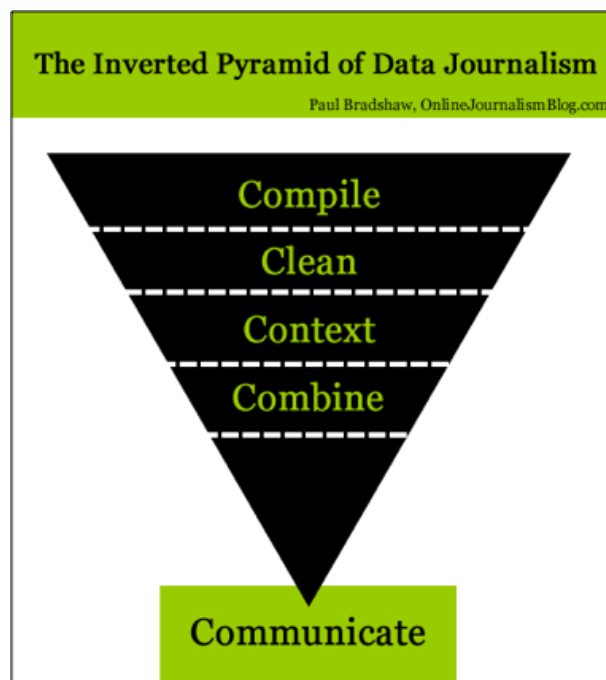 The Inverted Pyramid of Data Journalism
Paul Bradshaw, OnlineJournalismBlog.com
Compile
Clean
Context
Combine
Communicate